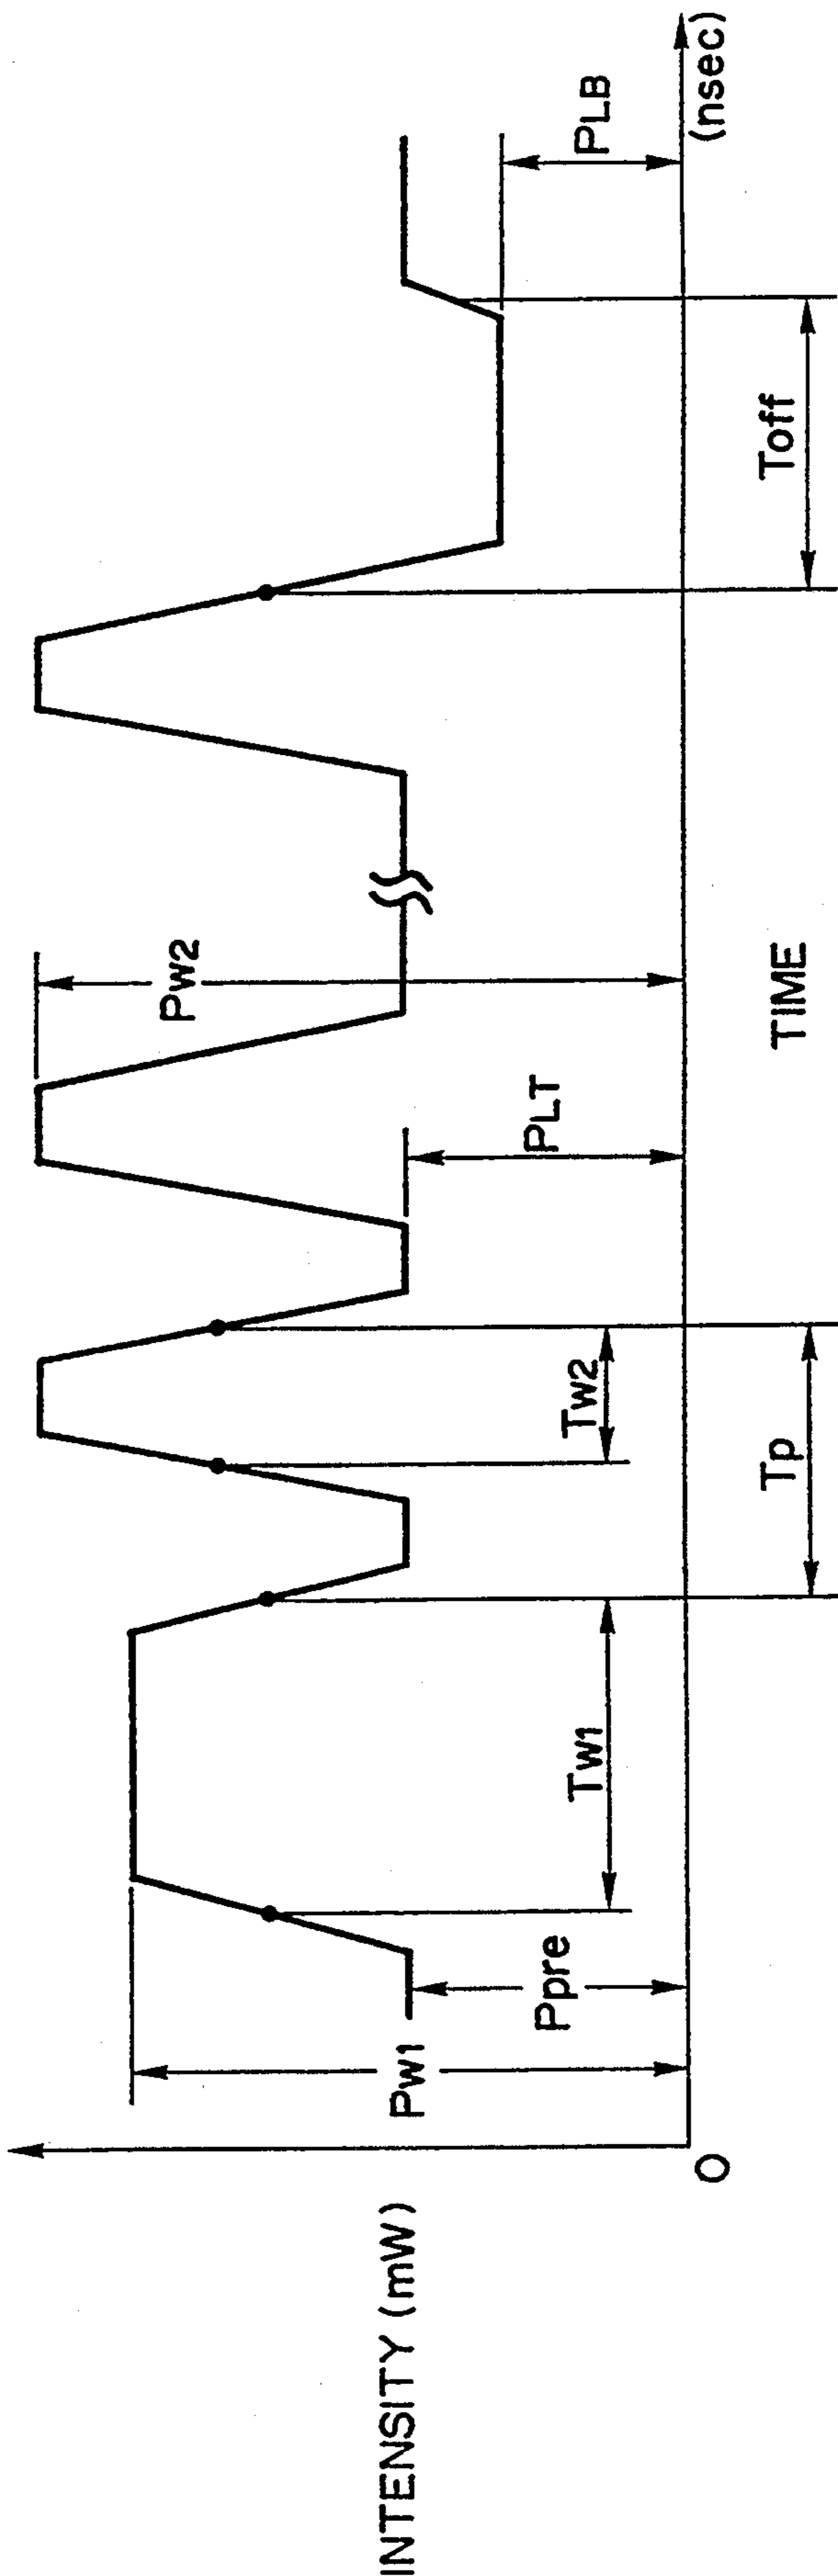 INTENSITY (mW)
PW1
Ppre
TW1
Tp
TW2
PLT
PW2
Toff
PLB
O
TIME
(nsec)